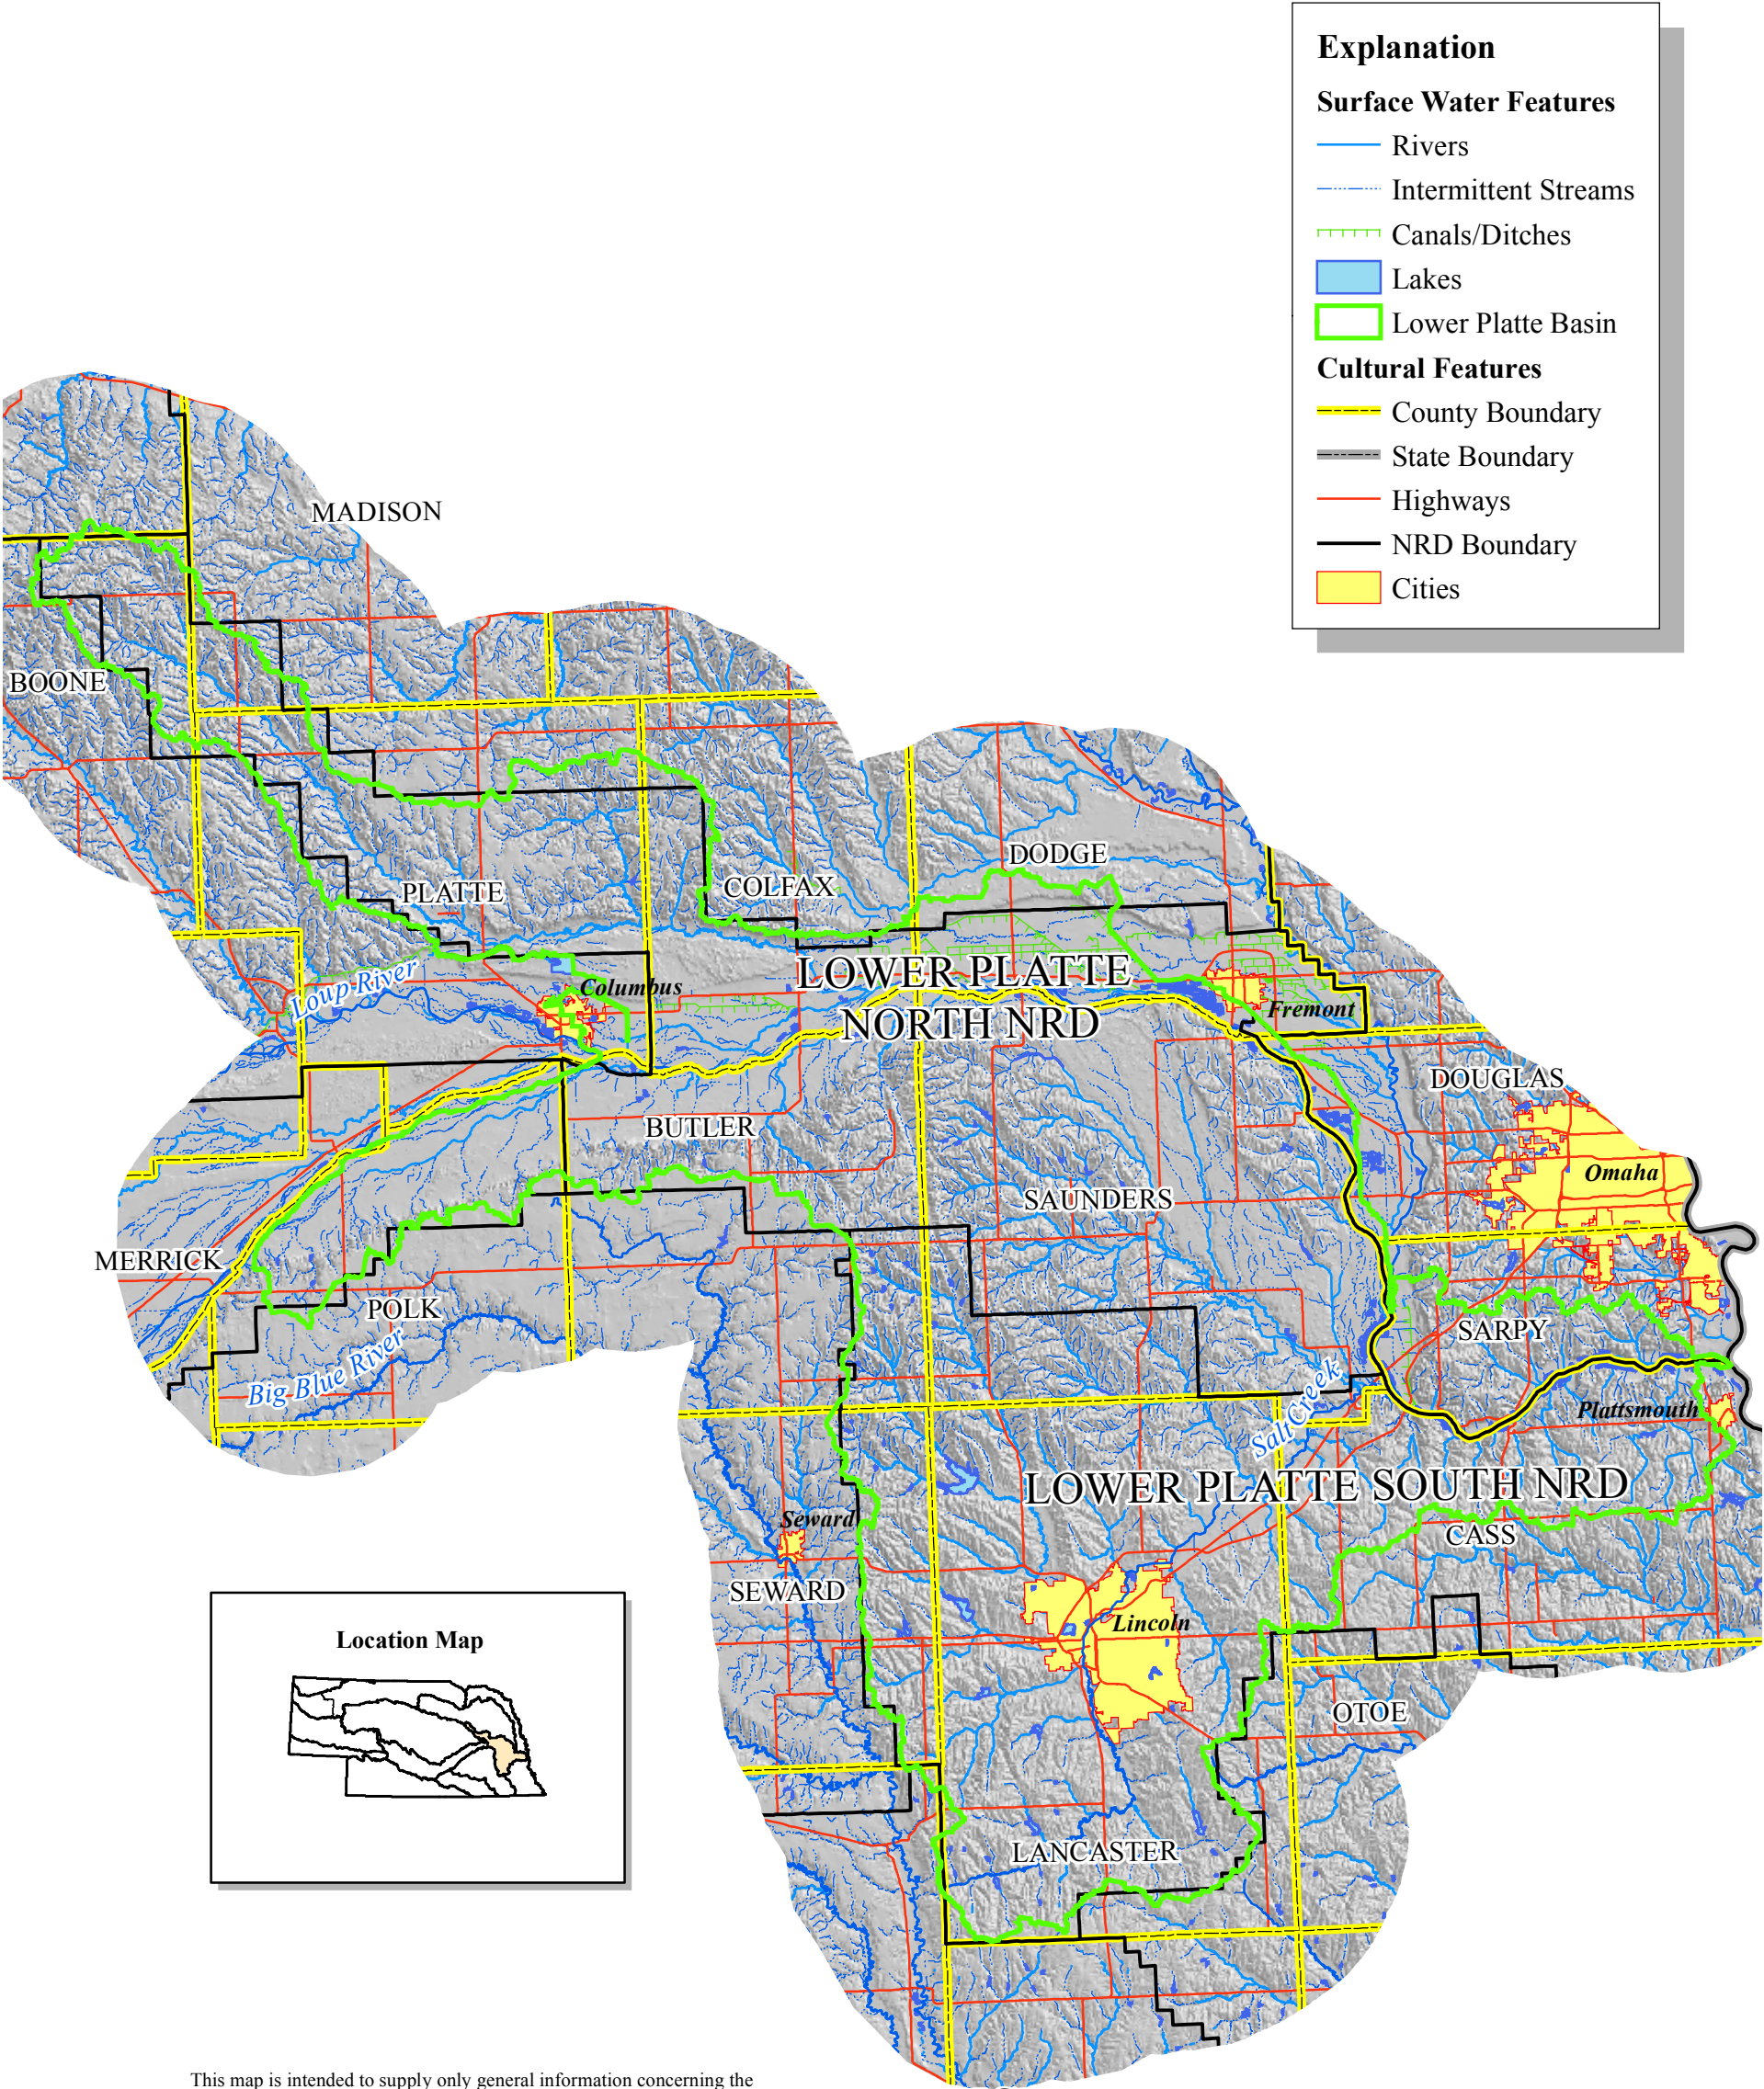 Explanation
Surface Water Features
Rivers
Intermittent Streams
Canals/Ditches
Lakes
Lower Platte Basin
Cultural Features
County Boundary
State Boundary
Highways
NRD Boundary
Cities
MADISON
BOONE
PLATTE
COLFAX
DODGE
LOWER PLATTE
NORTH NRD
Loup River
Columbus
Fremont
DOUGLAS
BUTLER
Omaha
SAUNDERS
MERRICK
POLK
SARPY
Big Blue River
Salt Creek
Plattsmouth
LOWER PLATTE SOUTH NRD
Seward
CASS
SEWARD
Lincoln
Location Map
OTOE
LANCASTER
This map is intended to supply only general information concerning the